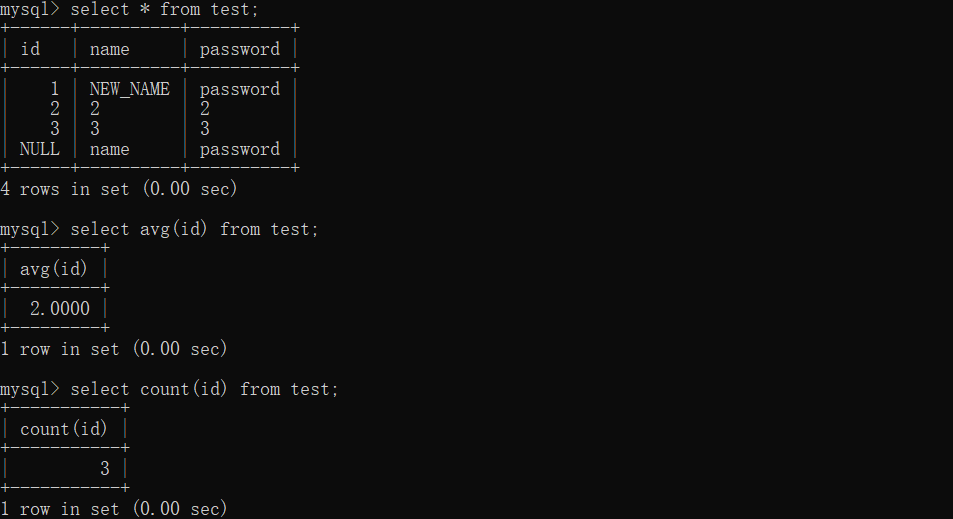 mysql> select * from test;
+------+----------+----------+
| id   | name     | password |
+------+----------+----------+
|    1 | NEW_NAME | password |
|    2 | 2        | 2        |
|    3 | 3        | 3        |
| NULL | name     | password |
+------+----------+----------+
4 rows in set (0.00 sec)

mysql> select avg(id) from test;
+---------+
| avg(id) |
+---------+
|  2.0000 |
+---------+
1 row in set (0.00 sec)

mysql> select count(id) from test;
+-----------+
| count(id) |
+-----------+
|         3 |
+-----------+
1 row in set (0.00 sec)